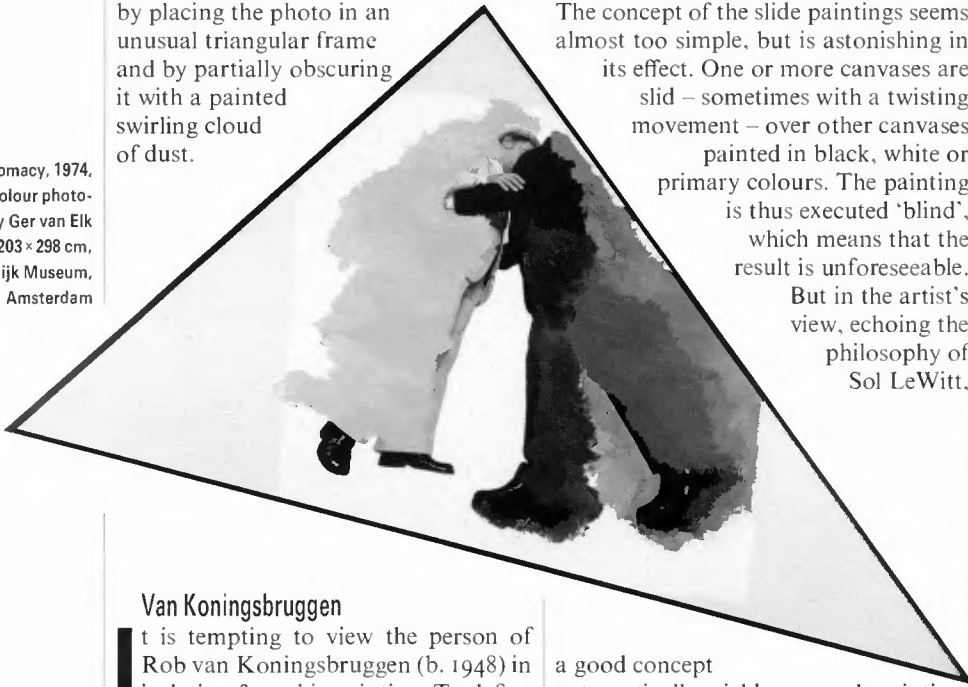 by placing the photo in an
unusual triangular frame
and by partially obscuring
it with a painted
swirling cloud
of dust.
omacy, 1974,
olour photo-
y Ger van Elk
203 × 298 cm,
ijk Museum,
Amsterdam
Van Koningsbruggen
It is tempting to view the person of
Rob van Koningsbruggen (b. 1948) in
The concept of the slide paintings seems
almost too simple, but is astonishing in
its effect. One or more canvases are
slid – sometimes with a twisting
movement – over other canvases
painted in black, white or
primary colours. The painting
is thus executed ‘blind’,
which means that the
result is unforeseeable.
But in the artist's
view, echoing the
philosophy of
Sol LeWitt,
a good concept